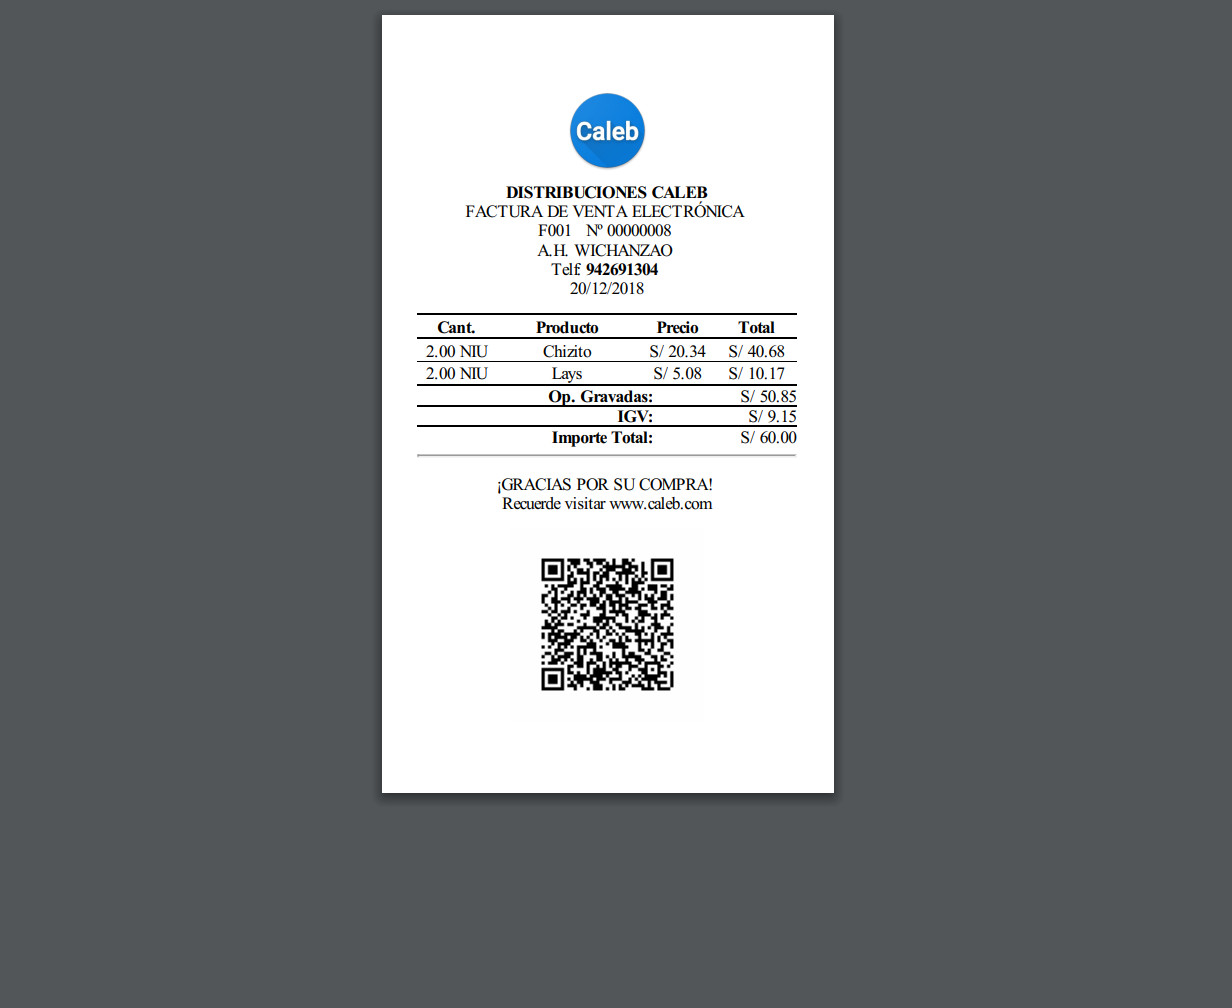 Caleb
DISTRIBUCIONES CALEB
FACTURA DE VENTA ELECTRÓNICA
F001 Nº 00000008
A.H. WICHANZAO
Telf: 942691304
20/12/2018
Cant. Producto Precio Total
2.00 NIU Chizito S/ 20.34 S/ 40.68
2.00 NIU Lays S/ 5.08 S/ 10.17
Op. Gravadas: S/ 50.85
IGV: S/ 9.15
Importe Total: S/ 60.00
¡GRACIAS POR SU COMPRA!
Recuerde visitar www.caleb.com